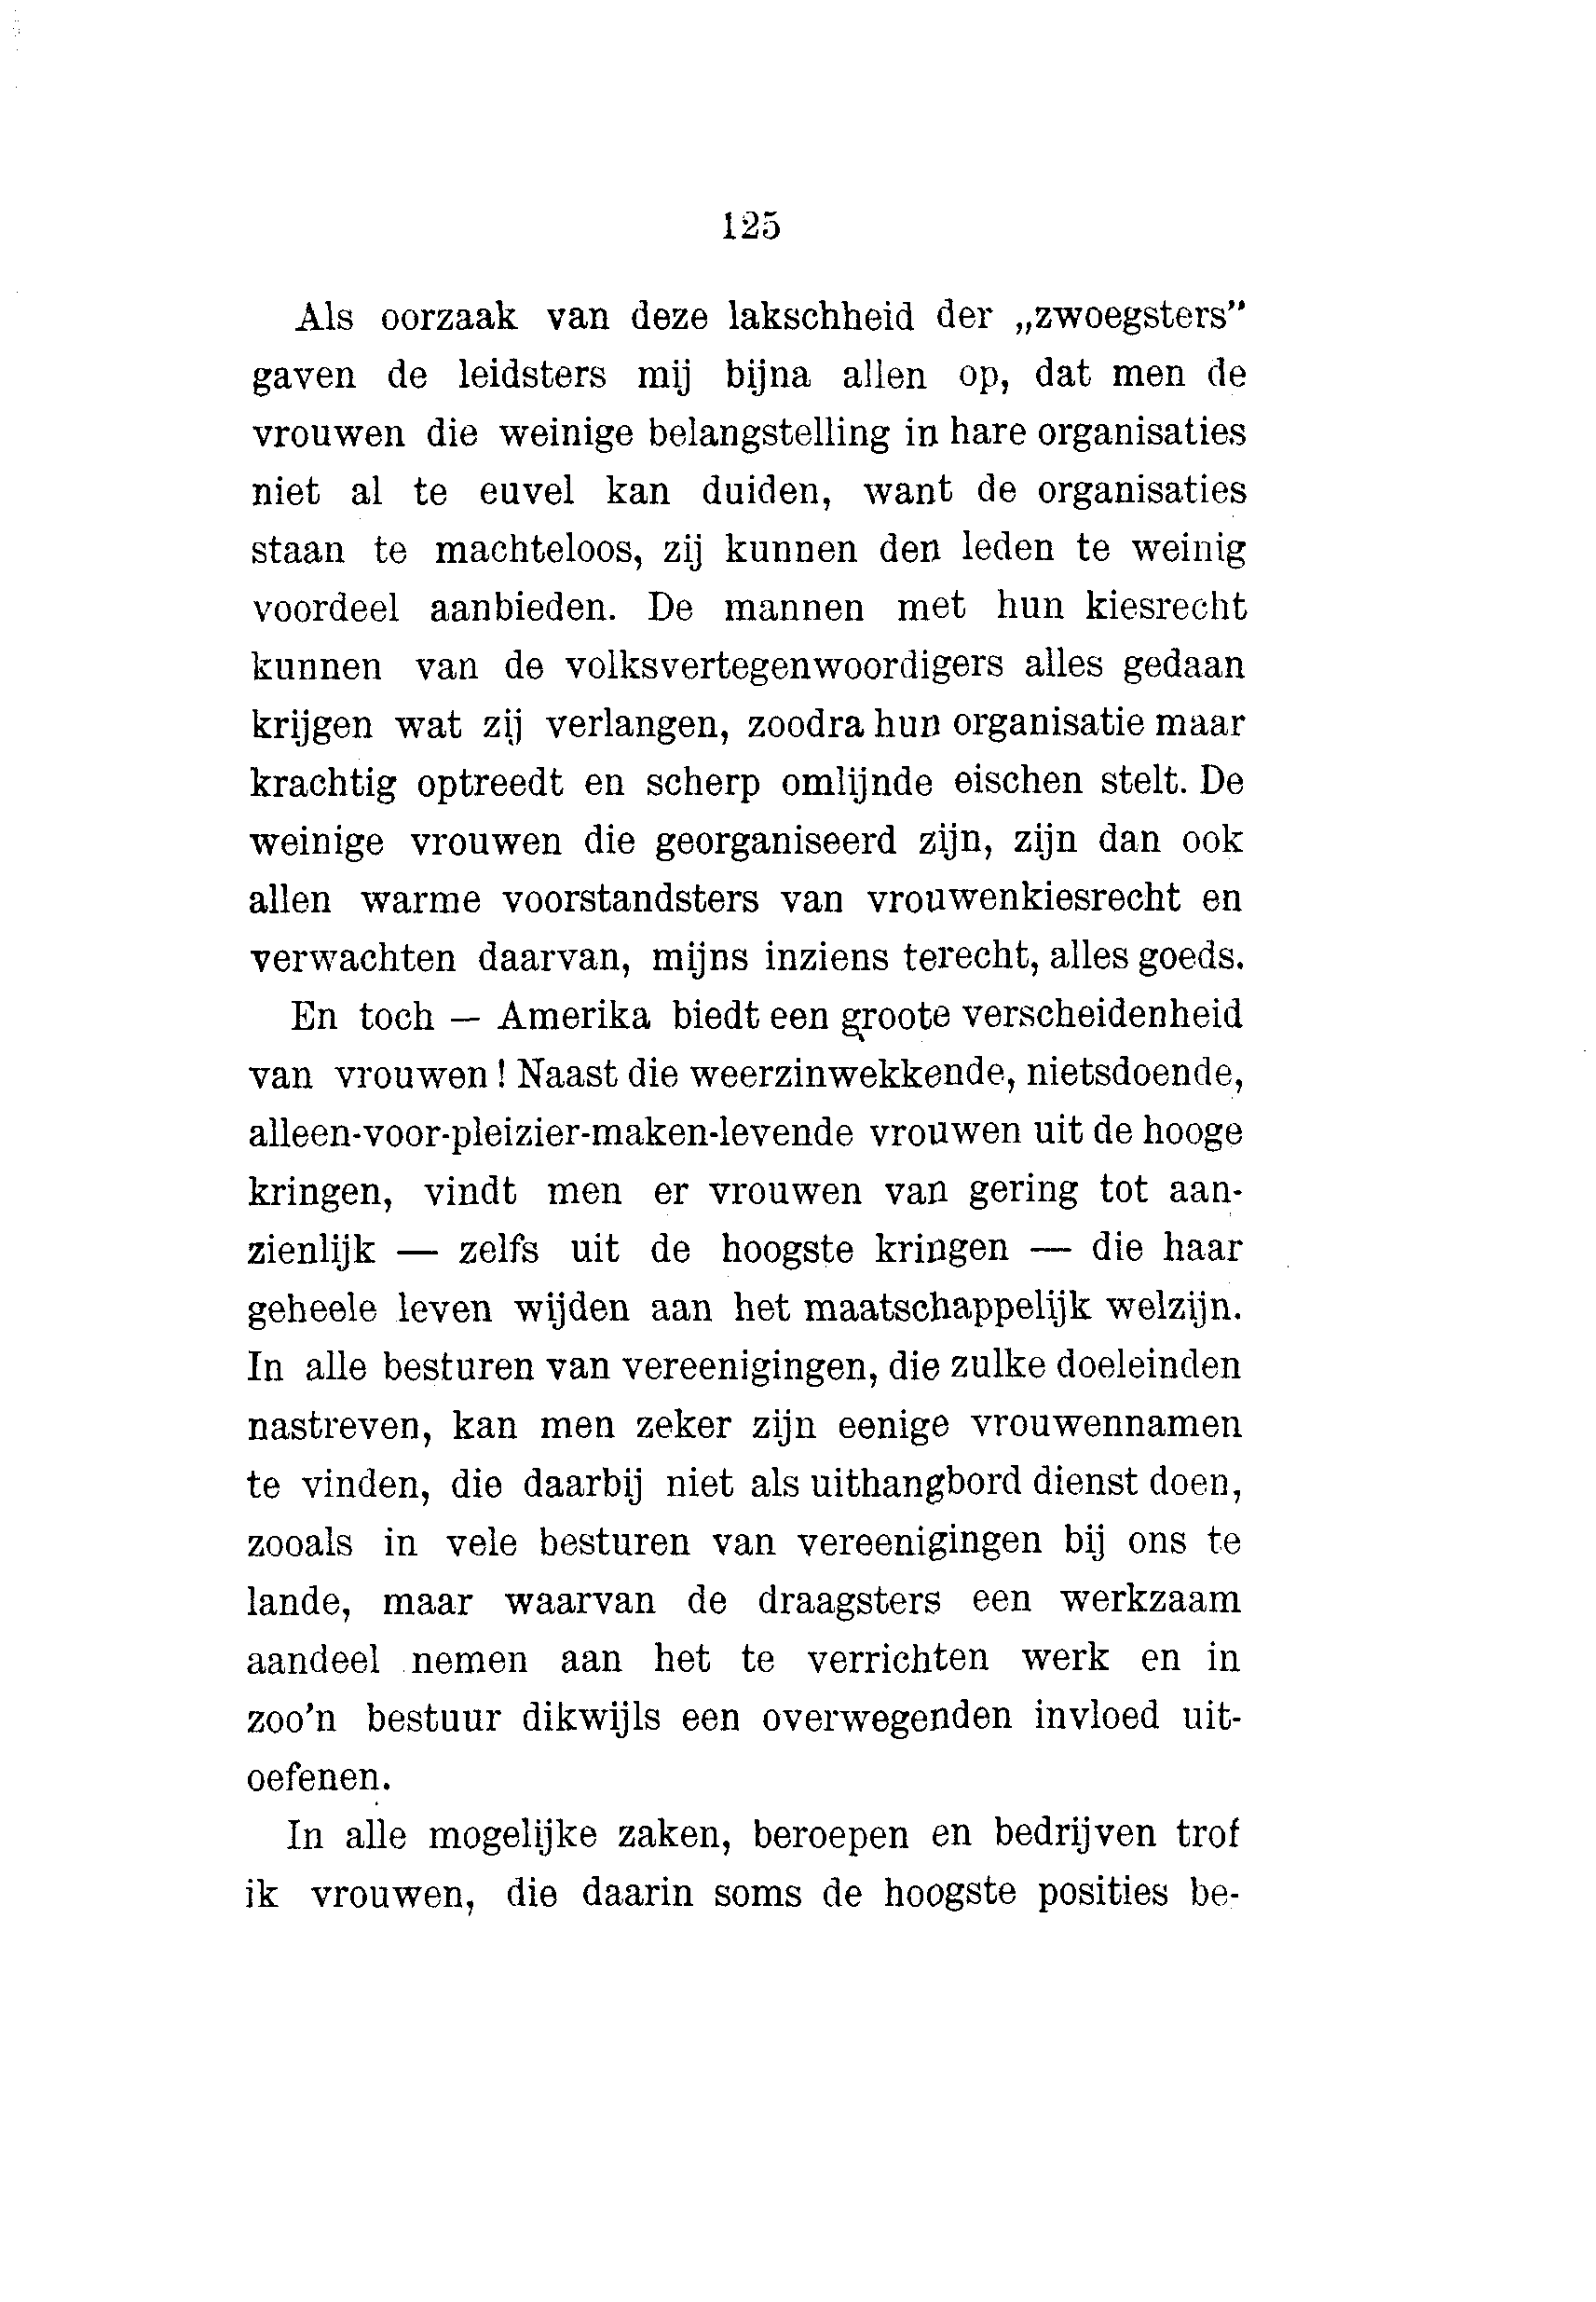 125
Als oorzaak van deze lakschheid der „zwoegsters”
gaven de leidsters mij bijna allen op, dat men de
vrouwen die weinige belangstelling in hare organisaties
niet al te euvel kan duiden, want de organisaties
staan te machteloos, zij kunnen den leden te weinig
voordeel aanbieden. De mannen met hun kiesrecht
kunnen van de volksvertegenwoordigers alles gedaan
krijgen wat zij verlangen, zoodra hun organisatie maar
krachtig optreedt en scherp omlijnde eischen stelt. De
weinige vrouwen die georganiseerd zijn, zijn dan ook
allen warme voorstandsters van vrouwenkiesrecht en
verwachten daarvan, mijns inziens terecht, alles goeds.
En toch — Amerika biedt een groote verscheidenheid
van vrouwen! Naast die weerzinwekkende, nietsdoende,
alleen-voor-pleizier-maken-levende vrouwen uit de hooge
kringen, vindt men er vrouwen van gering tot aan-
zienlijk — zelfs uit de hoogste kringen — die haar
geheele leven wijden aan het maatschappelijk welzijn.
In alle besturen van vereenigingen, die zulke doeleinden
nastreven, kan men zeker zijn eenige vrouwennamen
te vinden, die daarbij niet als uithangbord dienst doen,
zooals in vele besturen van vereenigingen bij ons te
lande, maar waarvan de draagsters een werkzaam
aandeel nemen aan het te verrichten werk en in
zoo'n bestuur dikwijls een overwegenden invloed uit-
oefenen.
In alle mogelijke zaken, beroepen en bedrijven trof
ik vrouwen, die daarin soms de hoogste posities be-